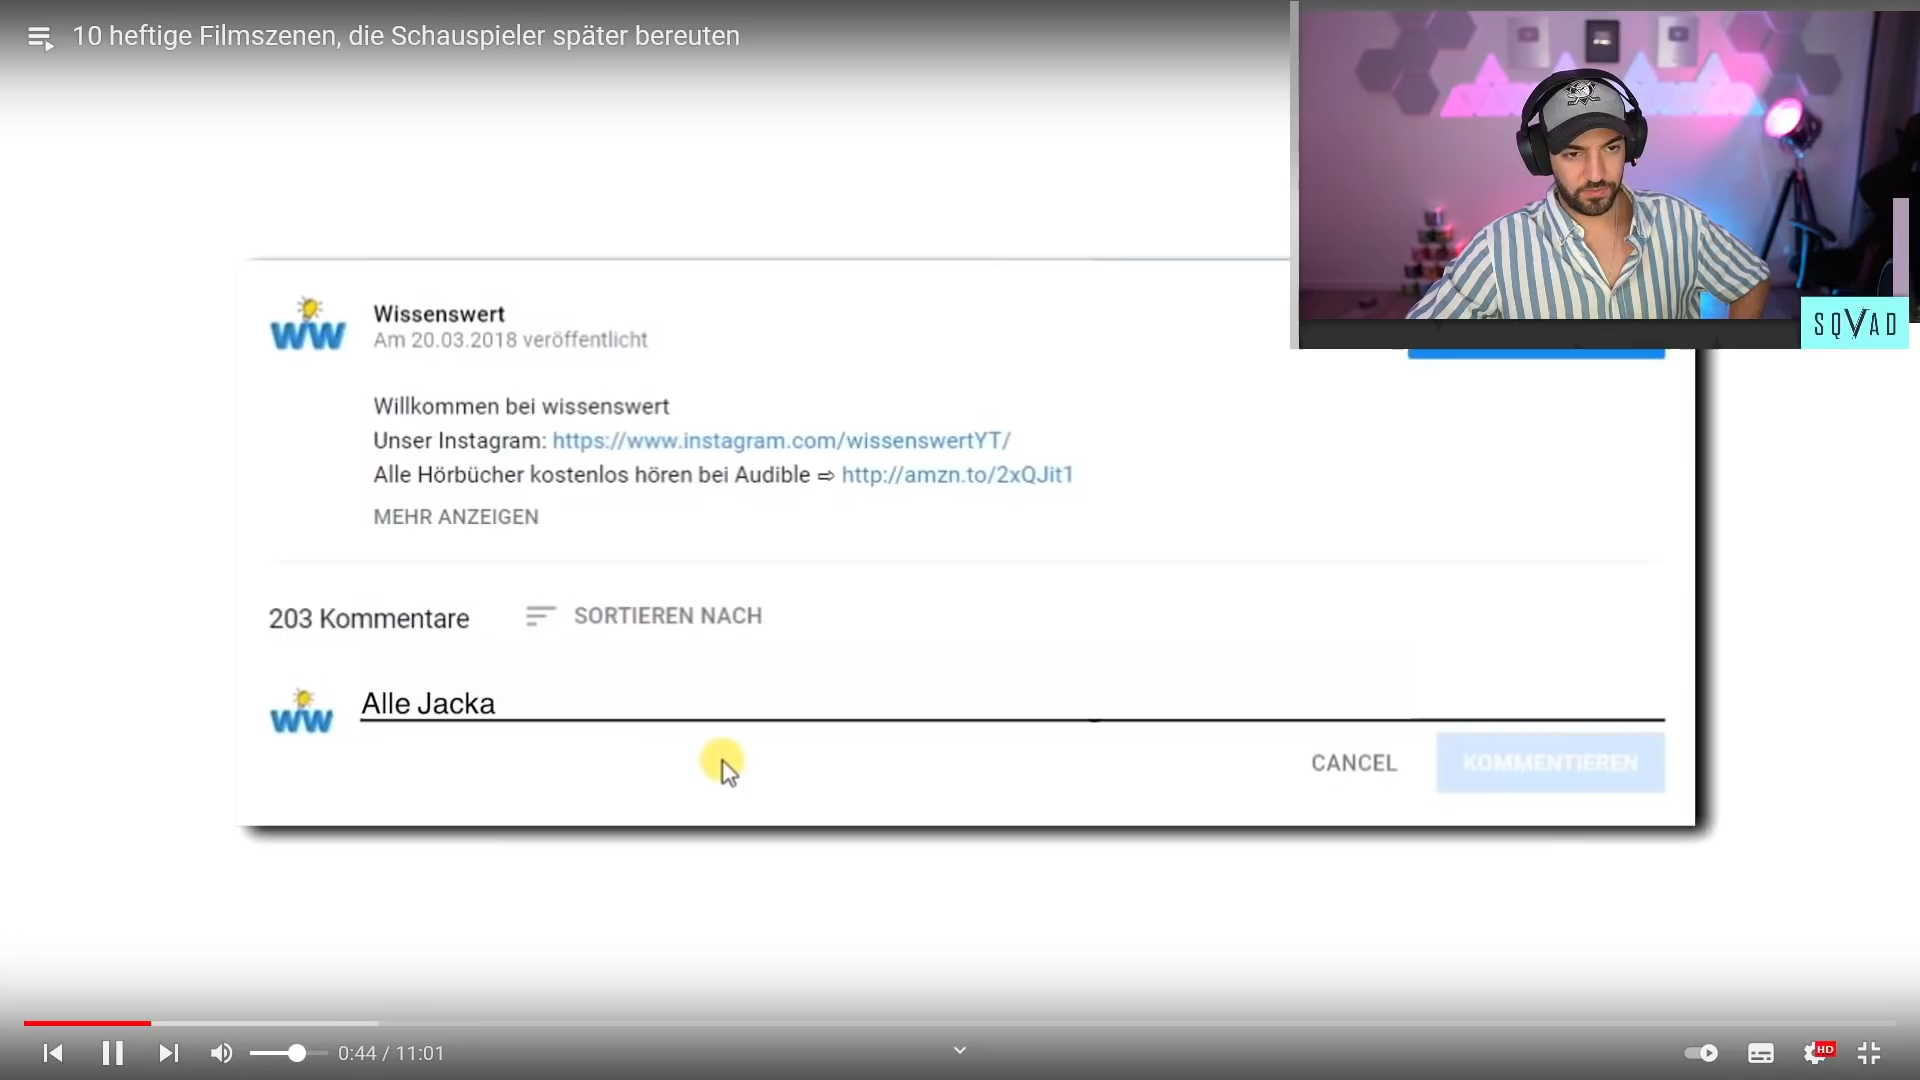 10 heftige Filmszenen, die Schauspieler später bereuten
SQVAD
WW
Wissenswert
Am 20.03.2018 veröffentlicht
Willkommen bei wissenswert
Unser Instagram: https://www.instagram.com/wissenswertYT/
Alle Hörbücher kostenlos hören bei Audible ⇨ http://amzn.to/2xQJit1
MEHR ANZEIGEN
203 Kommentare
SORTIEREN NACH
WW
Alle Jacka
CANCEL
KOMMENTIEREN
0:44 / 11:01
HD